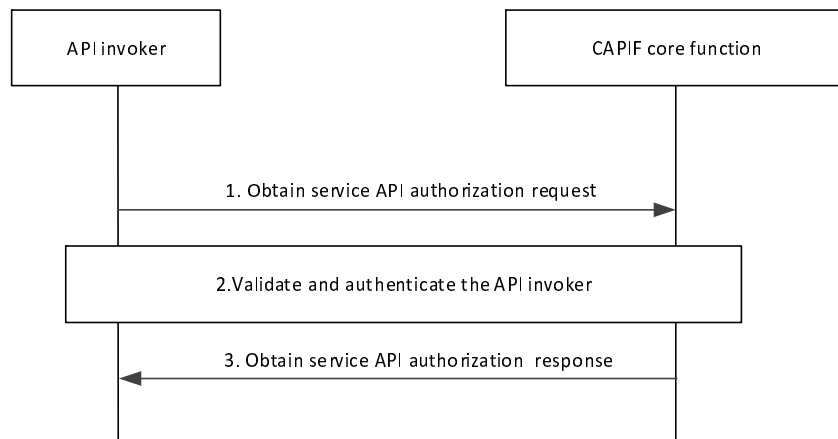 API invoker
CAPIF core function
1. Obtain service API authorization request
2.Validate and authenticate the API invoker
3. Obtain service API authorization response